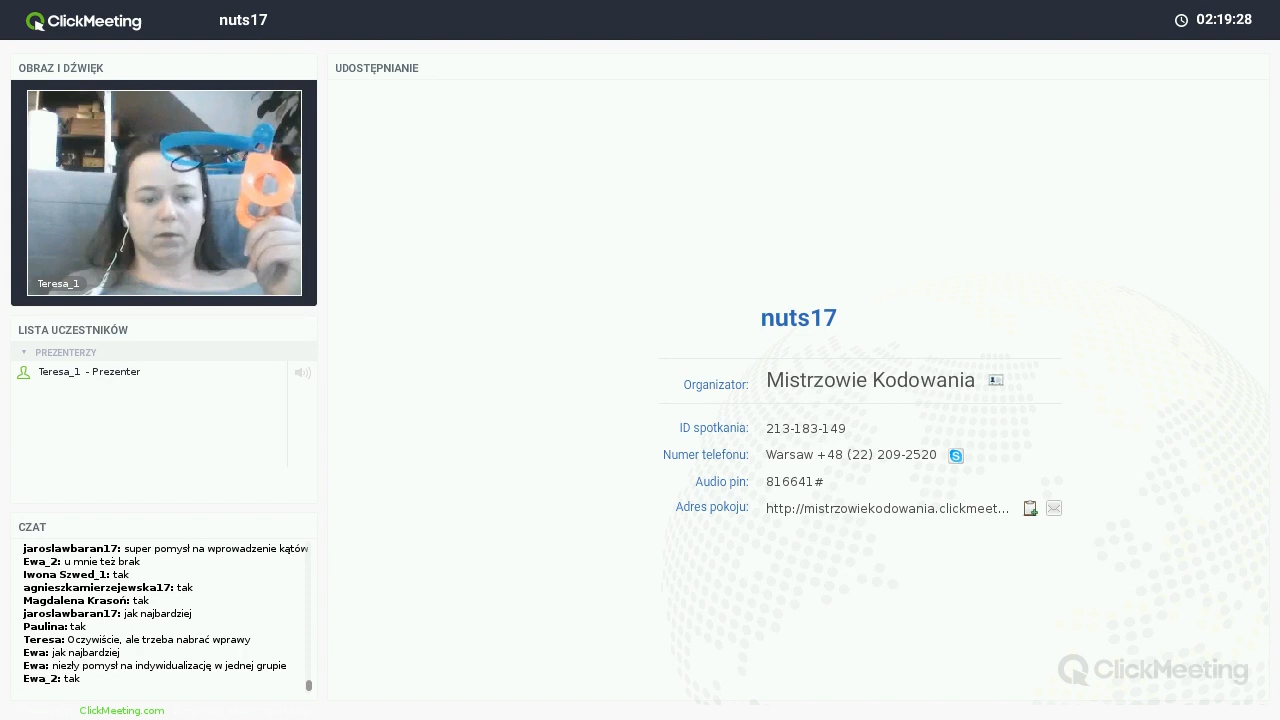 ClickMeeting
nuts17
02:19:28
OBRAZ I DŹWIĘK
Teresa_1
LISTA UCZESTNIKÓW
PREZENTERZY
Teresa_1 - Prezenter
CZAT
jaroslawbaran17: super pomysł na wprowadzenie kątów
Ewa_2: u mnie też brak
Iwona Szwed_1: tak
agnieszkamierzejewska17: tak
Magdalena Krasoń: tak
jaroslawbaran17: jak najbardziej
Paulina: tak
Teresa: Oczywiście, ale trzeba nabrać wprawy
Ewa: jak najbardziej
Ewa: niezły pomysł na indywidualizację w jednej grupie
Ewa_2: tak
ClickMeeting.com
UDOSTĘPNIANIE
nuts17
Organizator: Mistrzowie Kodowania
ID spotkania: 213-183-149
Numer telefonu: Warsaw +48 (22) 209-2520
Audio pin: 816641#
Adres pokoju: http://mistrzowiekodowania.clickmeet...
ClickMeeting